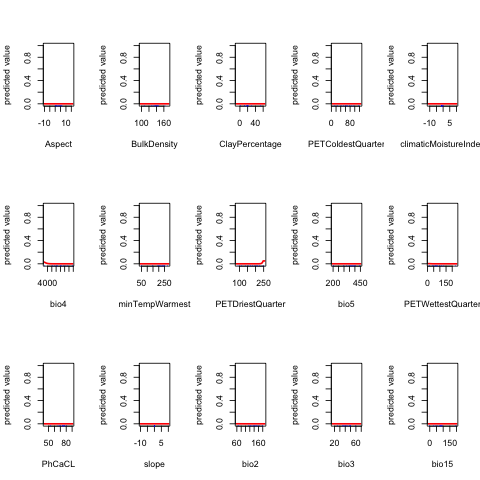 predicted value predicted value predicted value predicted value predicted value
0.0 0.4 0.8 0.0 0.4 0.8 0.0 0.4 0.8 0.0 0.4 0.8 0.0 0.4 0.8
-10 10 100 160 0 40 0 80 -10 5
Aspect BulkDensity ClayPercentage PETColdestQuarter climaticMoistureInde
predicted value predicted value predicted value predicted value predicted value
0.0 0.4 0.8 0.0 0.4 0.8 0.0 0.4 0.8 0.0 0.4 0.8 0.0 0.4 0.8
4000 50 250 100 250 200 450 0 150
bio4 minTempWarmest PETDriestQuarter bio5 PETWettestQuarter
predicted value predicted value predicted value predicted value predicted value
0.0 0.4 0.8 0.0 0.4 0.8 0.0 0.4 0.8 0.0 0.4 0.8 0.0 0.4 0.8
50 80 -10 5 60 160 20 60 0 150
PhCaCL slope bio2 bio3 bio15